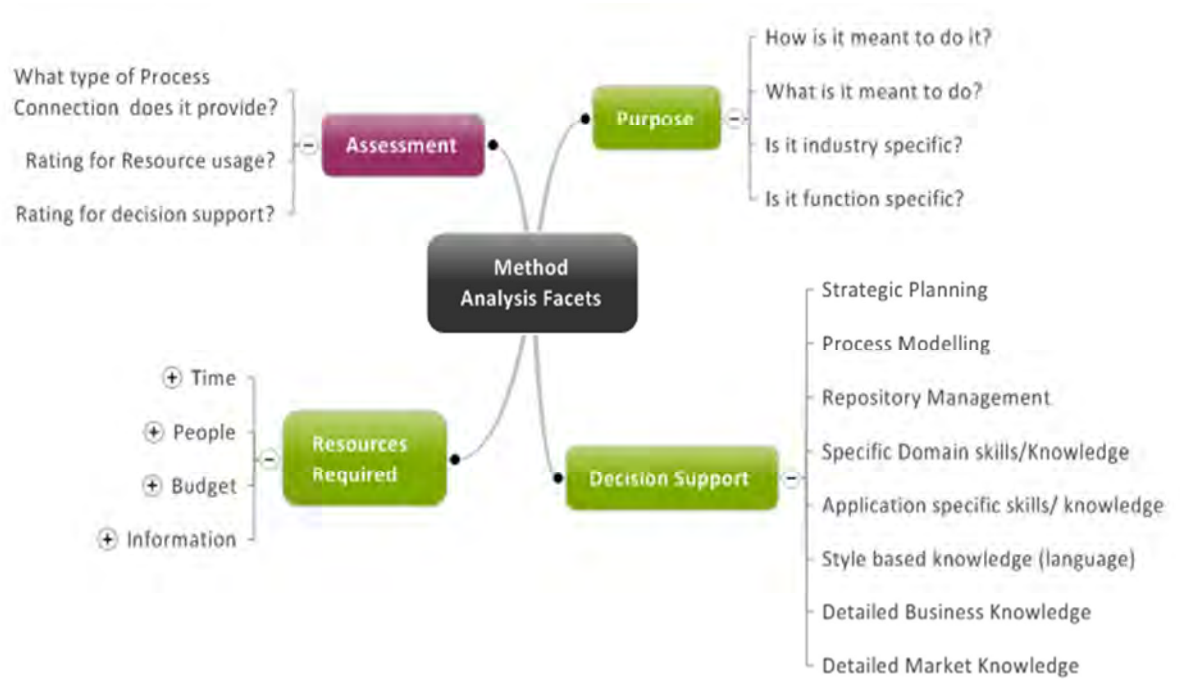 Method
Analysis Facets
Purpose
How is it meant to do it?
What is it meant to do?
Is it industry specific?
Is it function specific?
Decision Support
Strategic Planning
Process Modelling
Repository Management
Specific Domain skills/Knowledge
Application specific skills/ knowledge
Style based knowledge (language)
Detailed Business Knowledge
Detailed Market Knowledge
Resources
Required
Time
People
Budget
Information
Assessment
What type of Process
Connection does it provide?
Rating for Resource usage?
Rating for decision support?